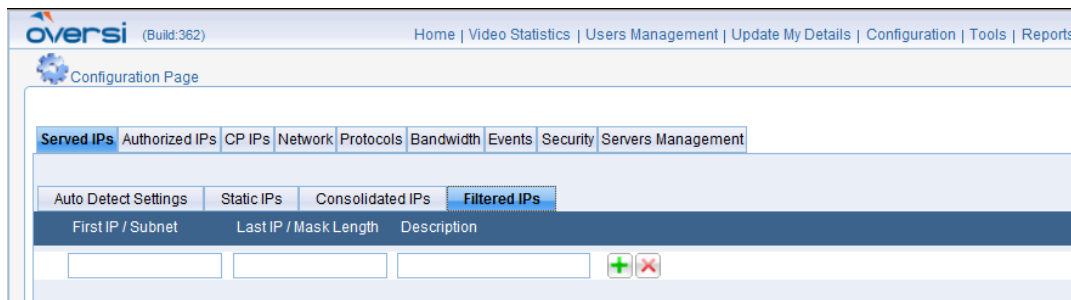 oversi (Build:362) Home | Video Statistics | Users Management | Update My Details | Configuration | Tools | Reports
Configuration Page
Served IPs Authorized IPs CP IPs Network Protocols Bandwidth Events Security Servers Management
Auto Detect Settings Static IPs Consolidated IPs Filtered IPs
First IP / Subnet Last IP / Mask Length Description